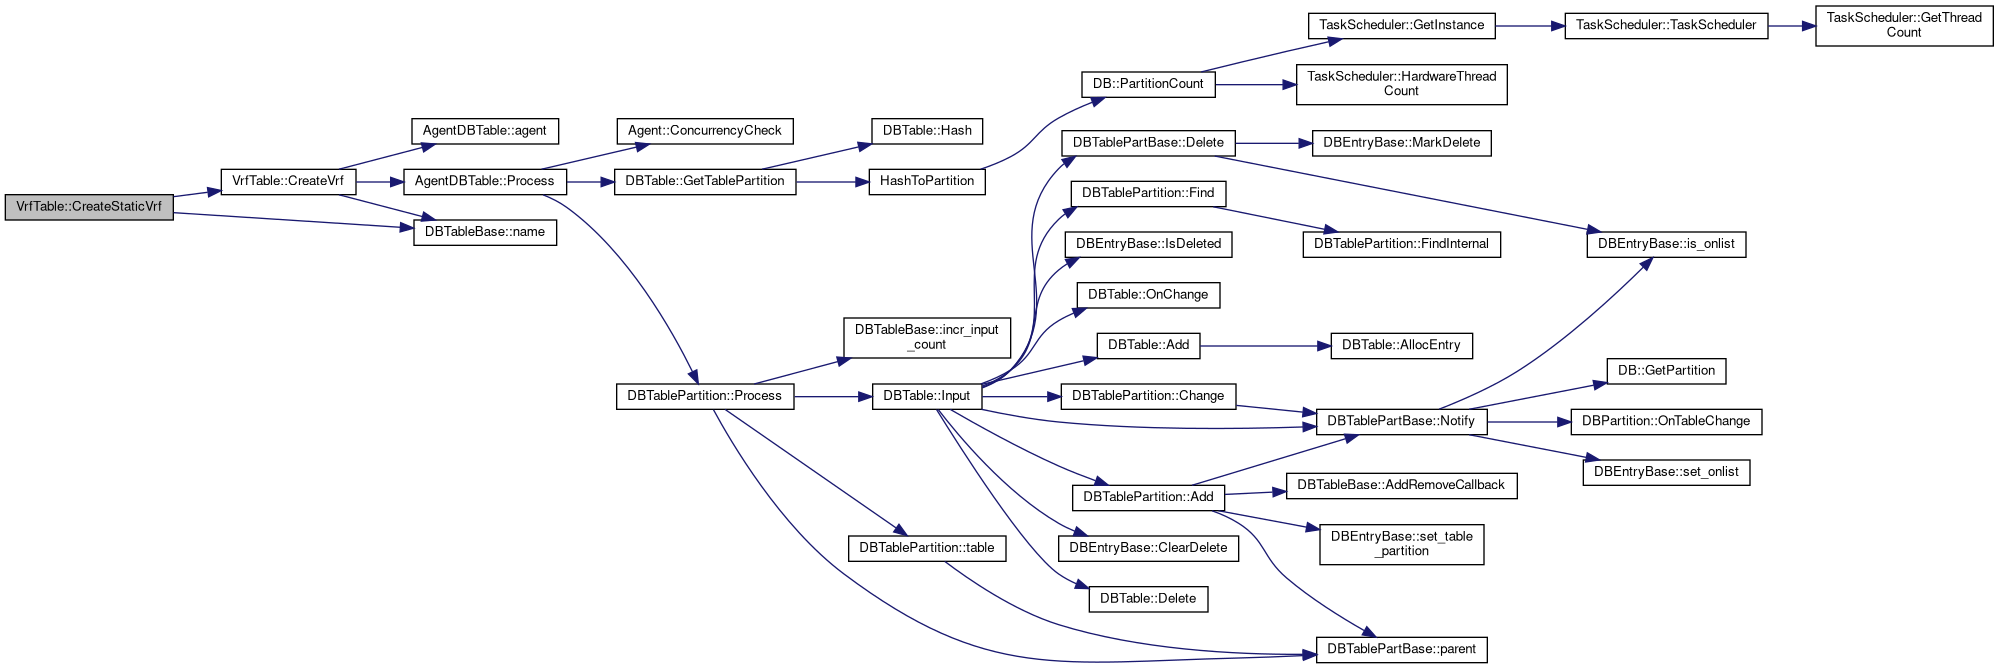 TaskScheduler::GetInstance
TaskScheduler::TaskScheduler
TaskScheduler::GetThread
Count
DB::PartitionCount
TaskScheduler::HardwareThread
Count
AgentDBTable::agent
Agent::ConcurrencyCheck
DBTable::Hash
DBTablePartBase::Delete
DBEntryBase::MarkDelete
VrfTable::CreateVrf
AgentDBTable::Process
DBTable::GetTablePartition
HashToPartition
DBTablePartition::Find
VrfTable::CreateStaticVrf
DBTableBase::name
DBEntryBase::IsDeleted
DBTablePartition::FindInternal
DBEntryBase::is_onlist
DBTable::OnChange
DBTableBase::incr_input
_count
DBTable::Add
DBTable::AllocEntry
DB::GetPartition
DBTablePartition::Process
DBTable::Input
DBTablePartition::Change
DBTablePartBase::Notify
DBPartition::OnTableChange
DBEntryBase::set_onlist
DBTablePartition::Add
DBTableBase::AddRemoveCallback
DBEntryBase::set_table
_partition
DBTablePartition::table
DBEntryBase::ClearDelete
DBTable::Delete
DBTablePartBase::parent